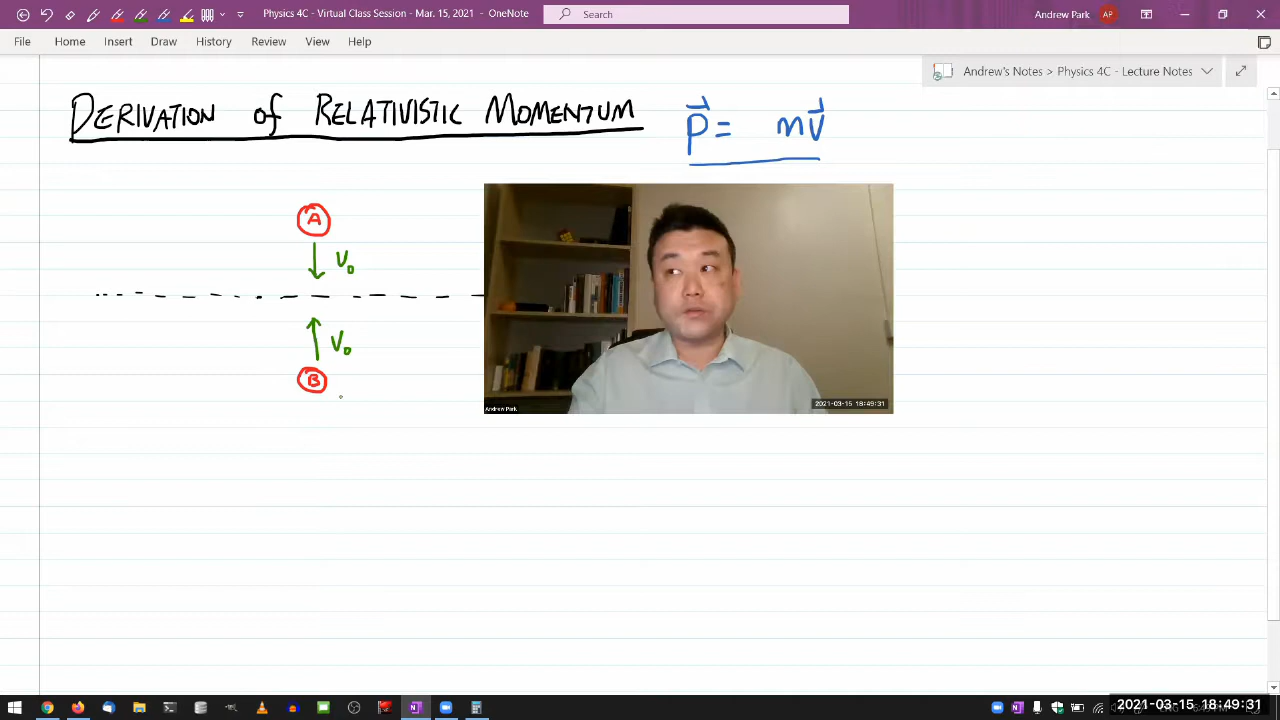 Physics 4C - Virtual Class Session - Mar. 15, 2021 - OneNote
Search
Andrew Park
AP
File Home Insert Draw History Review View Help
Andrew's Notes > Physics 4C - Lecture Notes
DERIVATION of RELATIVISTIC MOMENTUM
p⃗ = mv⃗
A
V₀
V₀
B
Andrew Park
2021-03-15 18:49:31
2021-03-15 18:49:31